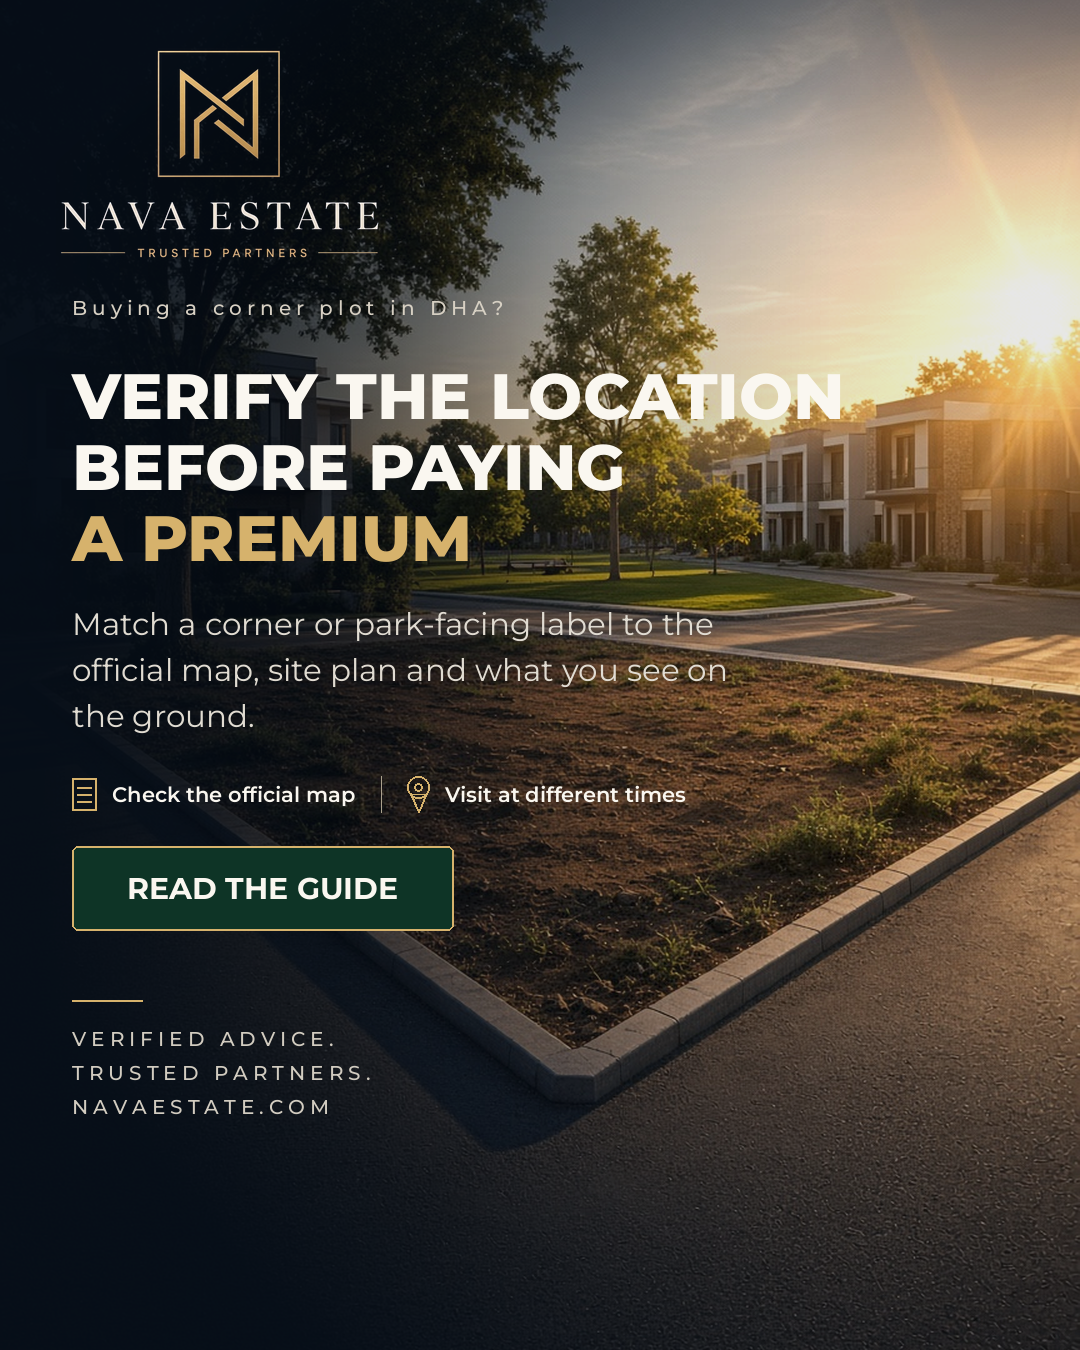 NAVA ESTATE
TRUSTED PARTNERS
Buying a corner plot in DHA?
VERIFY THE LOCATION
BEFORE PAYING
A PREMIUM
Match a corner or park-facing label to the
official map, site plan and what you see on
the ground.
Check the official map
Visit at different times
READ THE GUIDE
VERIFIED ADVICE.
TRUSTED PARTNERS.
NAVAESTATE.COM